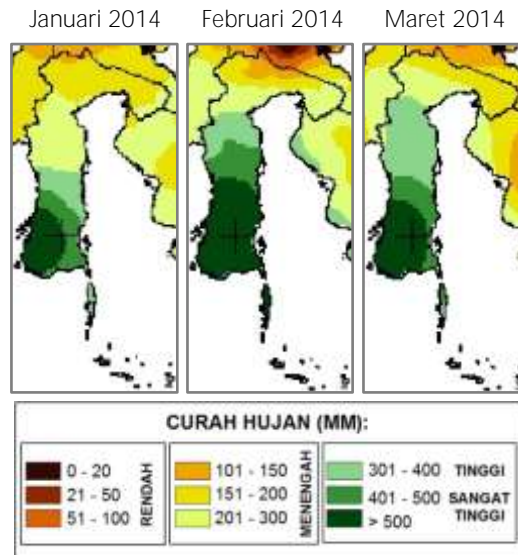 Januari 2014 Februari 2014 Maret 2014
CURAH HUJAN (MM):
0 - 20
21 - 50
51 - 100
RENDAH
101 - 150
151 - 200
201 - 300
MENENGAH
301 - 400 TINGGI
401 - 500 SANGAT
> 500 TINGGI